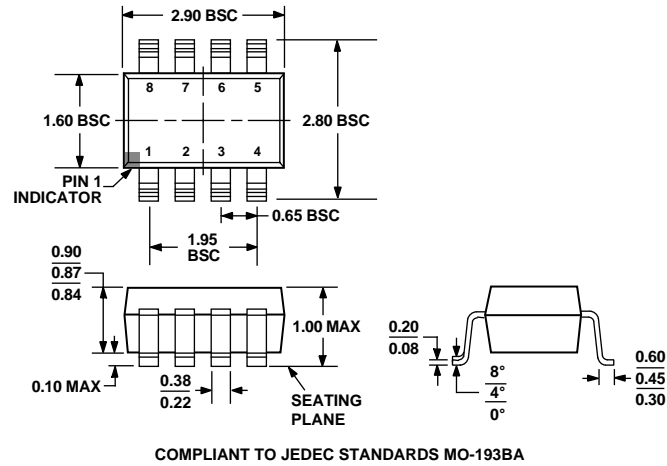 2.90 BSC
8 7 6 5
1.60 BSC
2.80 BSC
1 2 3 4
PIN 1
INDICATOR
0.65 BSC
1.95
BSC
0.90
0.87
0.84
1.00 MAX
0.10 MAX
0.38
0.22
SEATING
PLANE
0.20
0.08
8°
4°
0°
0.60
0.45
0.30
COMPLIANT TO JEDEC STANDARDS MO-193BA